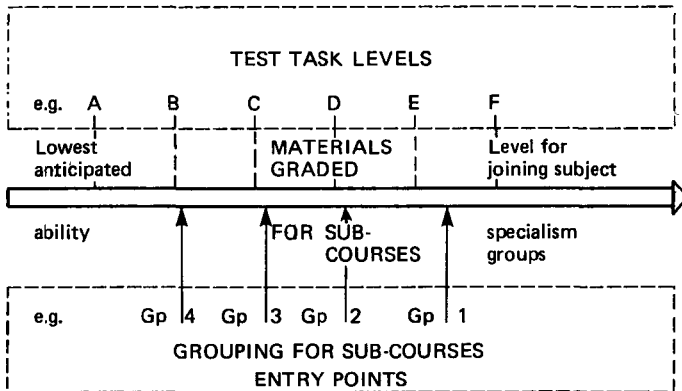 TEST TASK LEVELS
e.g. A B C D E F
Lowest anticipated
MATERIALS GRADED
Level for joining subject
ability
FOR SUB-COURSES
specialism groups
e.g. Gp 4 Gp 3 Gp 2 Gp 1
GROUPING FOR SUB-COURSES
ENTRY POINTS